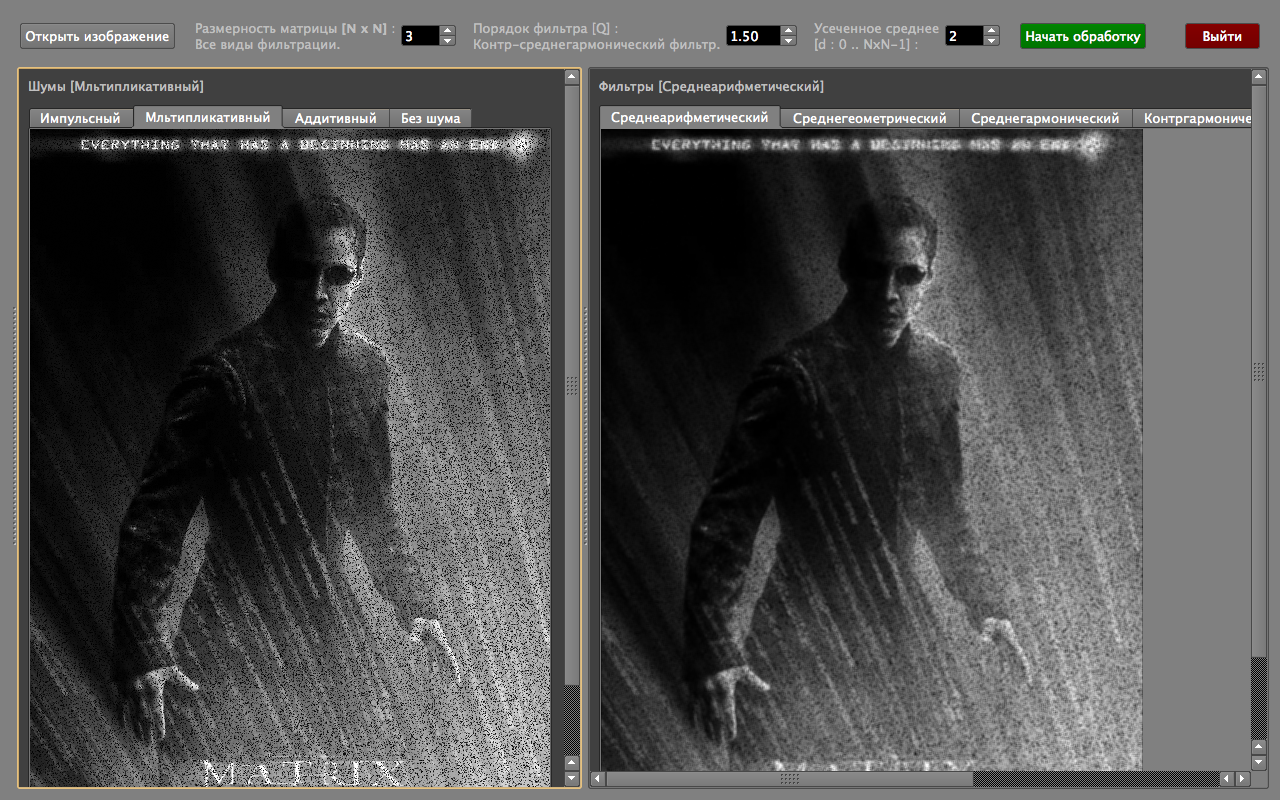 Открыть изображение
Размерность матрицы [N x N] :
Все виды фильтрации.
3
Порядок фильтра [Q] :
Контр-среднегармонический фильтр.
1.50
Усеченное среднее
[d : 0 .. NxN-1] :
2
Начать обработку
Выйти
Шумы [Мльтипликативный]
Импульсный
Мльтипликативный
Аддитивный
Без шума
EVERYTHING THAT HAS A BEGINNING HAS AN END
MATRIX
Фильтры [Среднеарифметический]
Среднеарифметический
Среднегеометрический
Среднегармонический
Контргармониче
EVERYTHING THAT HAS A BEGINNING HAS AN END